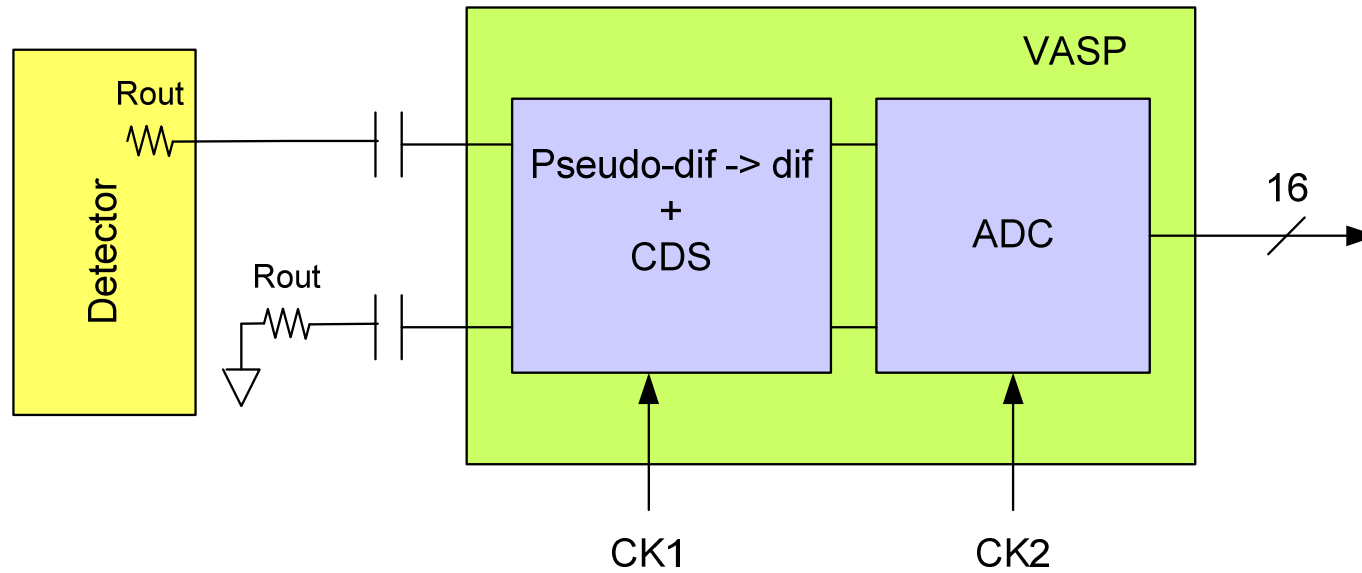 VASP
Rout
Pseudo-dif -> dif
+
CDS
ADC
16
Detector
Rout
CK1
CK2